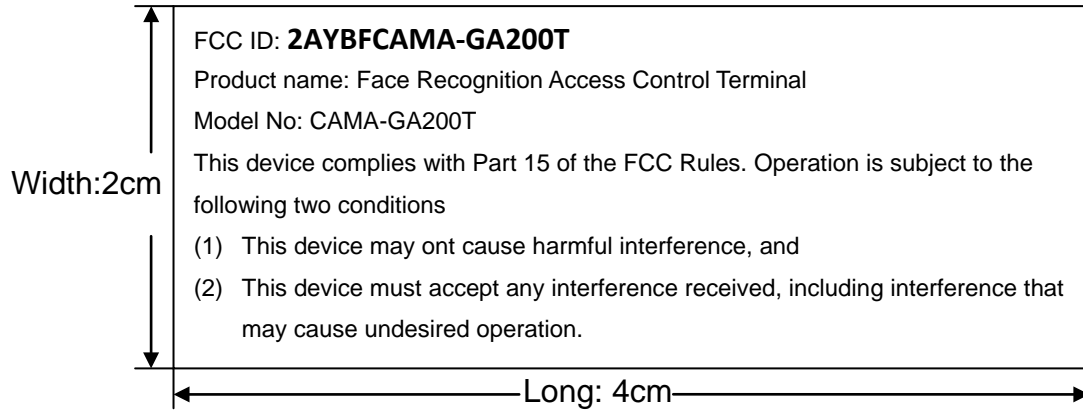 FCC ID: 2AYBFCAMA-GA200T
Product name: Face Recognition Access Control Terminal
Model No: CAMA-GA200T
This device complies with Part 15 of the FCC Rules. Operation is subject to the
following two conditions
(1) This device may ont cause harmful interference, and
(2) This device must accept any interference received, including interference that
may cause undesired operation.
Width:2cm
Long: 4cm